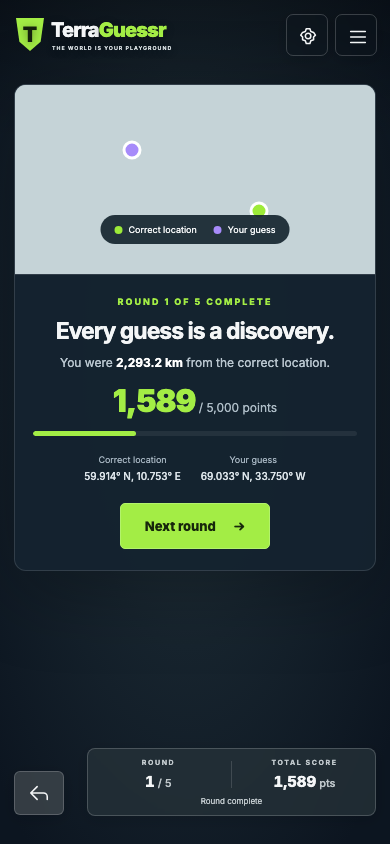 TerraGuessr
THE WORLD IS YOUR PLAYGROUND
Correct location Your guess
ROUND 1 OF 5 COMPLETE
Every guess is a discovery.
You were 2,293.2 km from the correct location.
1,589 / 5,000 points
Correct location Your guess
59.914° N, 10.753° E 69.033° N, 33.750° W
Next round →
ROUND TOTAL SCORE
1 / 5 1,589 pts
Round complete